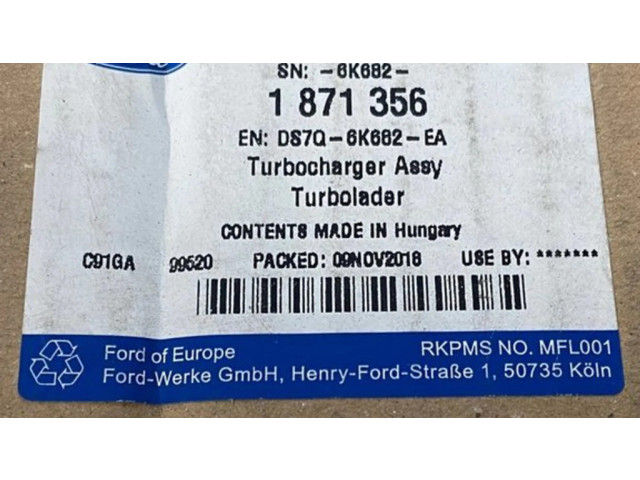 SN: -6K682-
1 871 356
EN: DS7Q-6K682-EA
Turbocharger Assy
Turbolader
CONTENTS MADE IN Hungary
C91GA 99520 PACKED: 09NOV2018 USE BY: *******
Ford of Europe RKPMS NO. MFL001
Ford-Werke GmbH, Henry-Ford-Straße 1, 50735 Köln